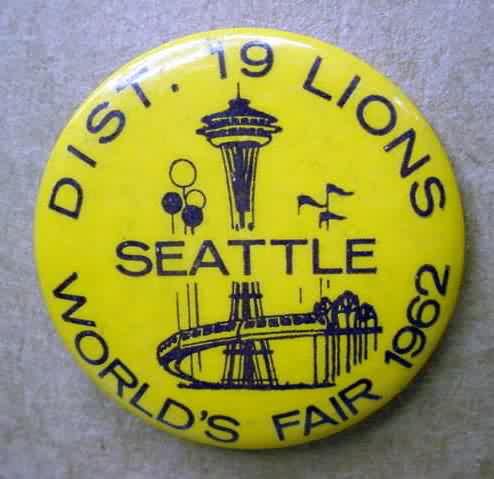 DIST. 19 LIONS
SEATTLE
WORLD'S FAIR 1962